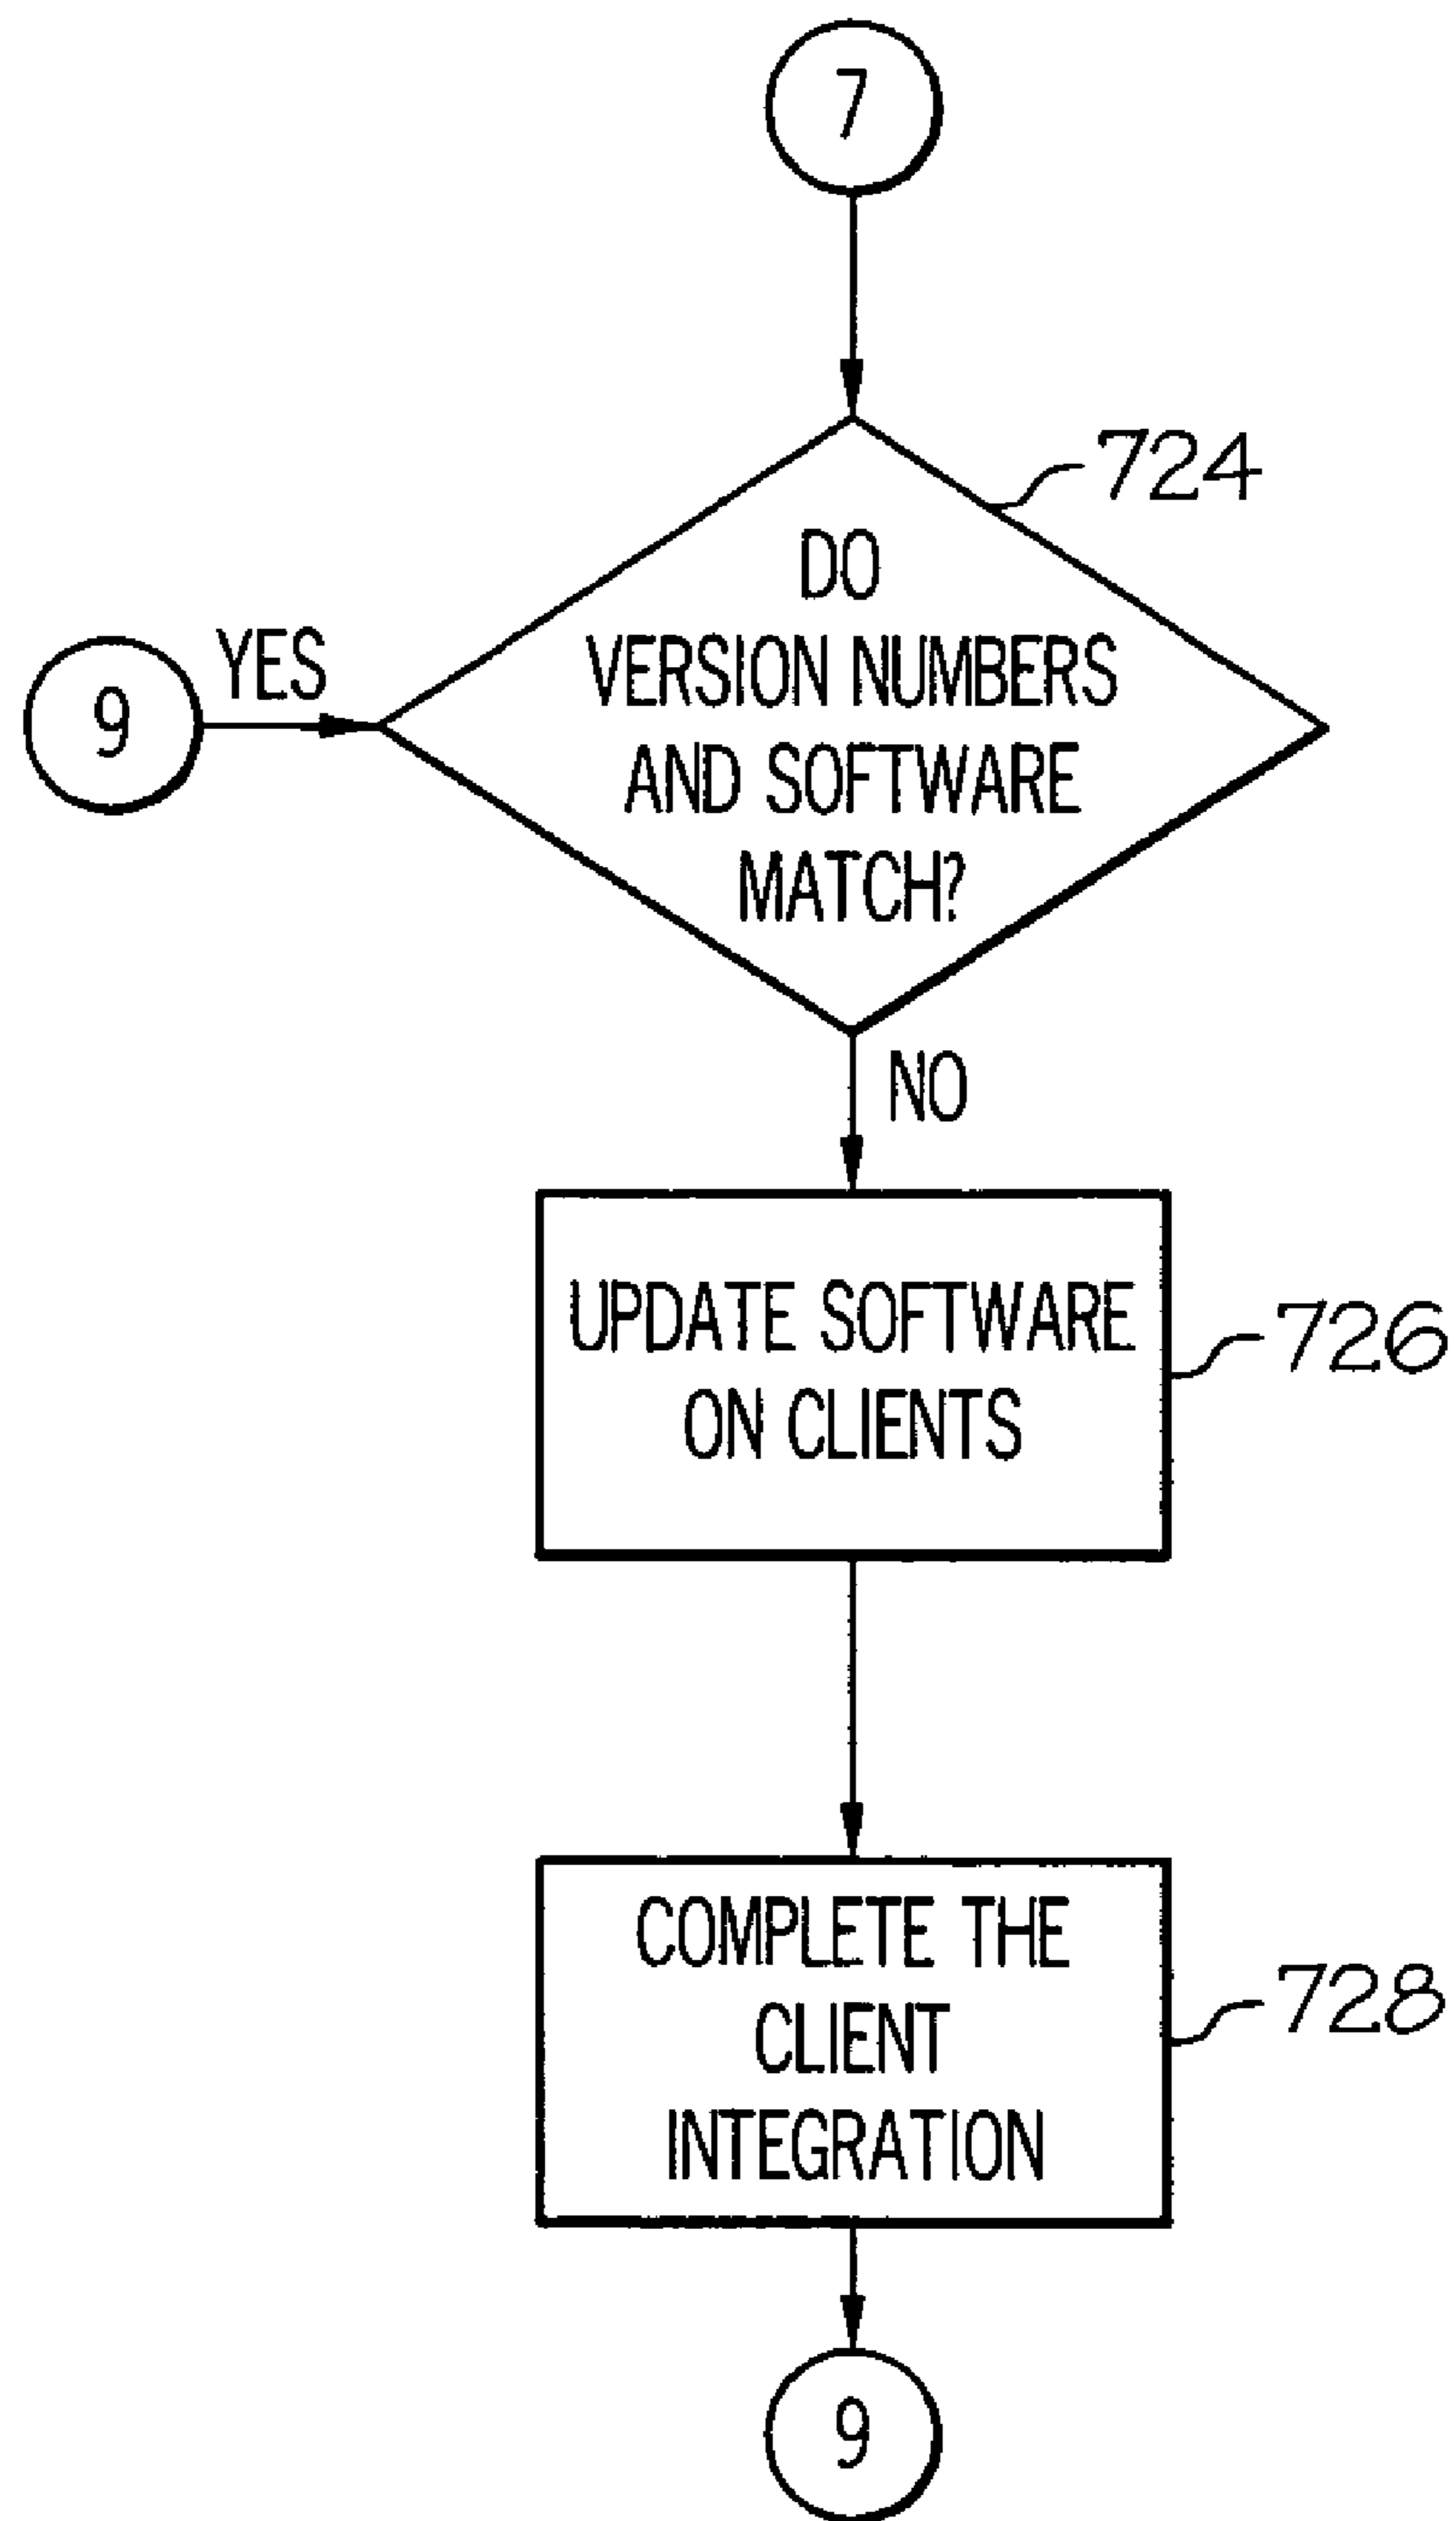 7
724
DO
VERSION NUMBERS
AND SOFTWARE
MATCH?
YES
9
NO
UPDATE SOFTWARE
ON CLIENTS
726
COMPLETE THE
CLIENT
INTEGRATION
728
9